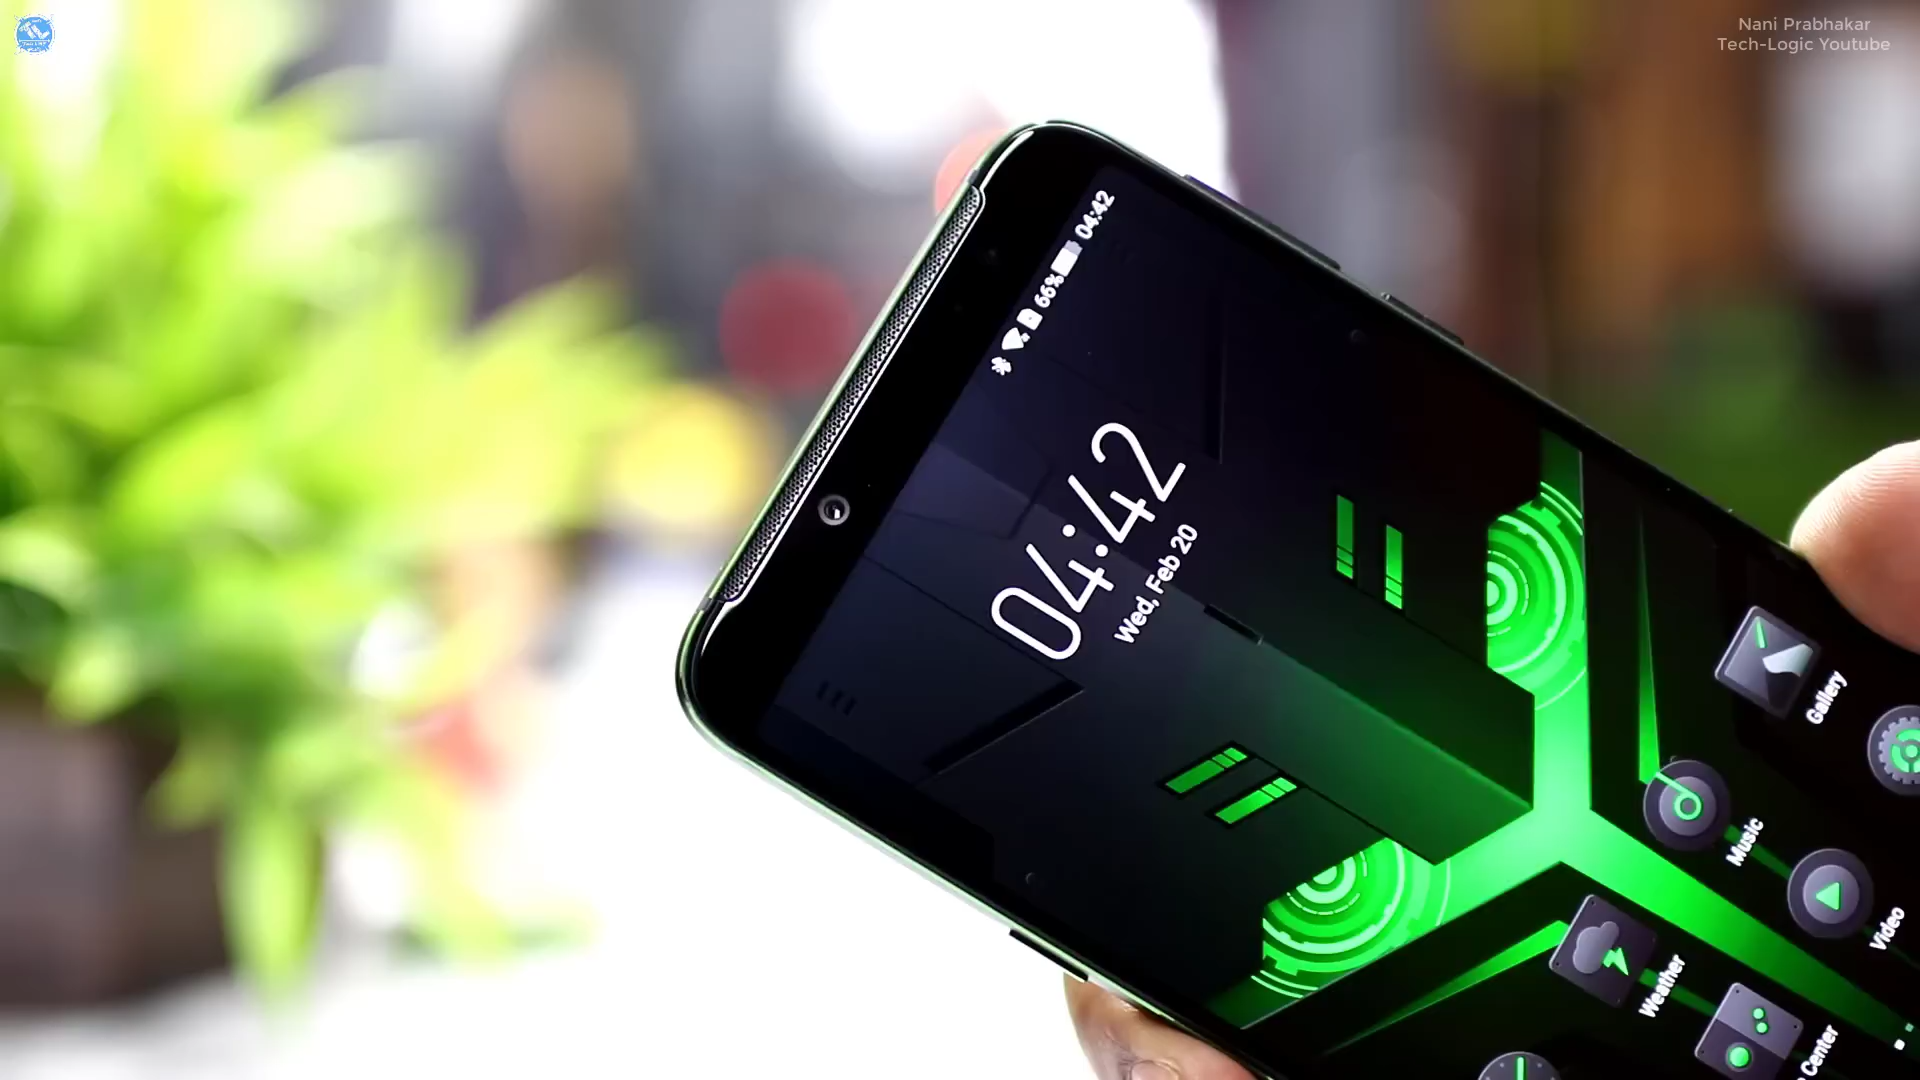 Nani Prabhakar
Tech-Logic Youtube
66% 04:42
04:42
Wed, Feb 20
Gallery
Music
Video
Weather
Center